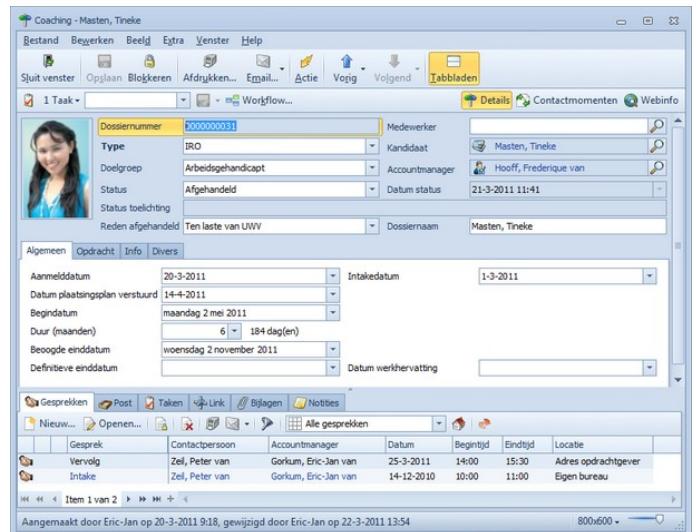 Coaching - Masten, Tineke
Bestand Bewerken Beeld Extra Venster Help
Sluit venster Opslaan Blokkeren Afdrukken... Email... Actie Vorig Volgend Tabbladen
1 Taak Workflow... Details Contactmomenten Webinfo
Dossiernummer 0000000031 Medewerker
Type IRO Kandidaat Masten, Tineke
Doelgroep Arbeidsgehandicapt Accountmanager Hooff, Frederique van
Status Afgehandeld Datum status 21-3-2011 11:41
Status toelichting
Reden afgehandeld Ten laste van UWV Dossiernaam Masten, Tineke
Algemeen Opdracht Info Divers
Aanmelddatum 20-3-2011 Intakedatum 1-3-2011
Datum plaatsingsplan verstuurd 14-4-2011
Begindatum maandag 2 mei 2011
Duur (maanden) 6 184 dag(en)
Beoogde einddatum woensdag 2 november 2011
Definitieve einddatum Datum werkhervatting
Gesprekken Post Taken Link Bijlagen Notities
Nieuw... Openen... Alle gesprekken
Gesprek Contactpersoon Accountmanager Datum Begintijd Eindtijd Locatie
Vervolg Zeil, Peter van Gorkum, Eric-Jan van 25-3-2011 14:00 15:30 Adres opdrachtgever
Intake Zeil, Peter van Gorkum, Eric-Jan van 14-12-2010 10:00 11:00 Eigen bureau
Item 1 van 2
Aangemaakt door Eric-Jan op 20-3-2011 9:18, gewijzigd door Eric-Jan op 22-3-2011 13:54 800x600